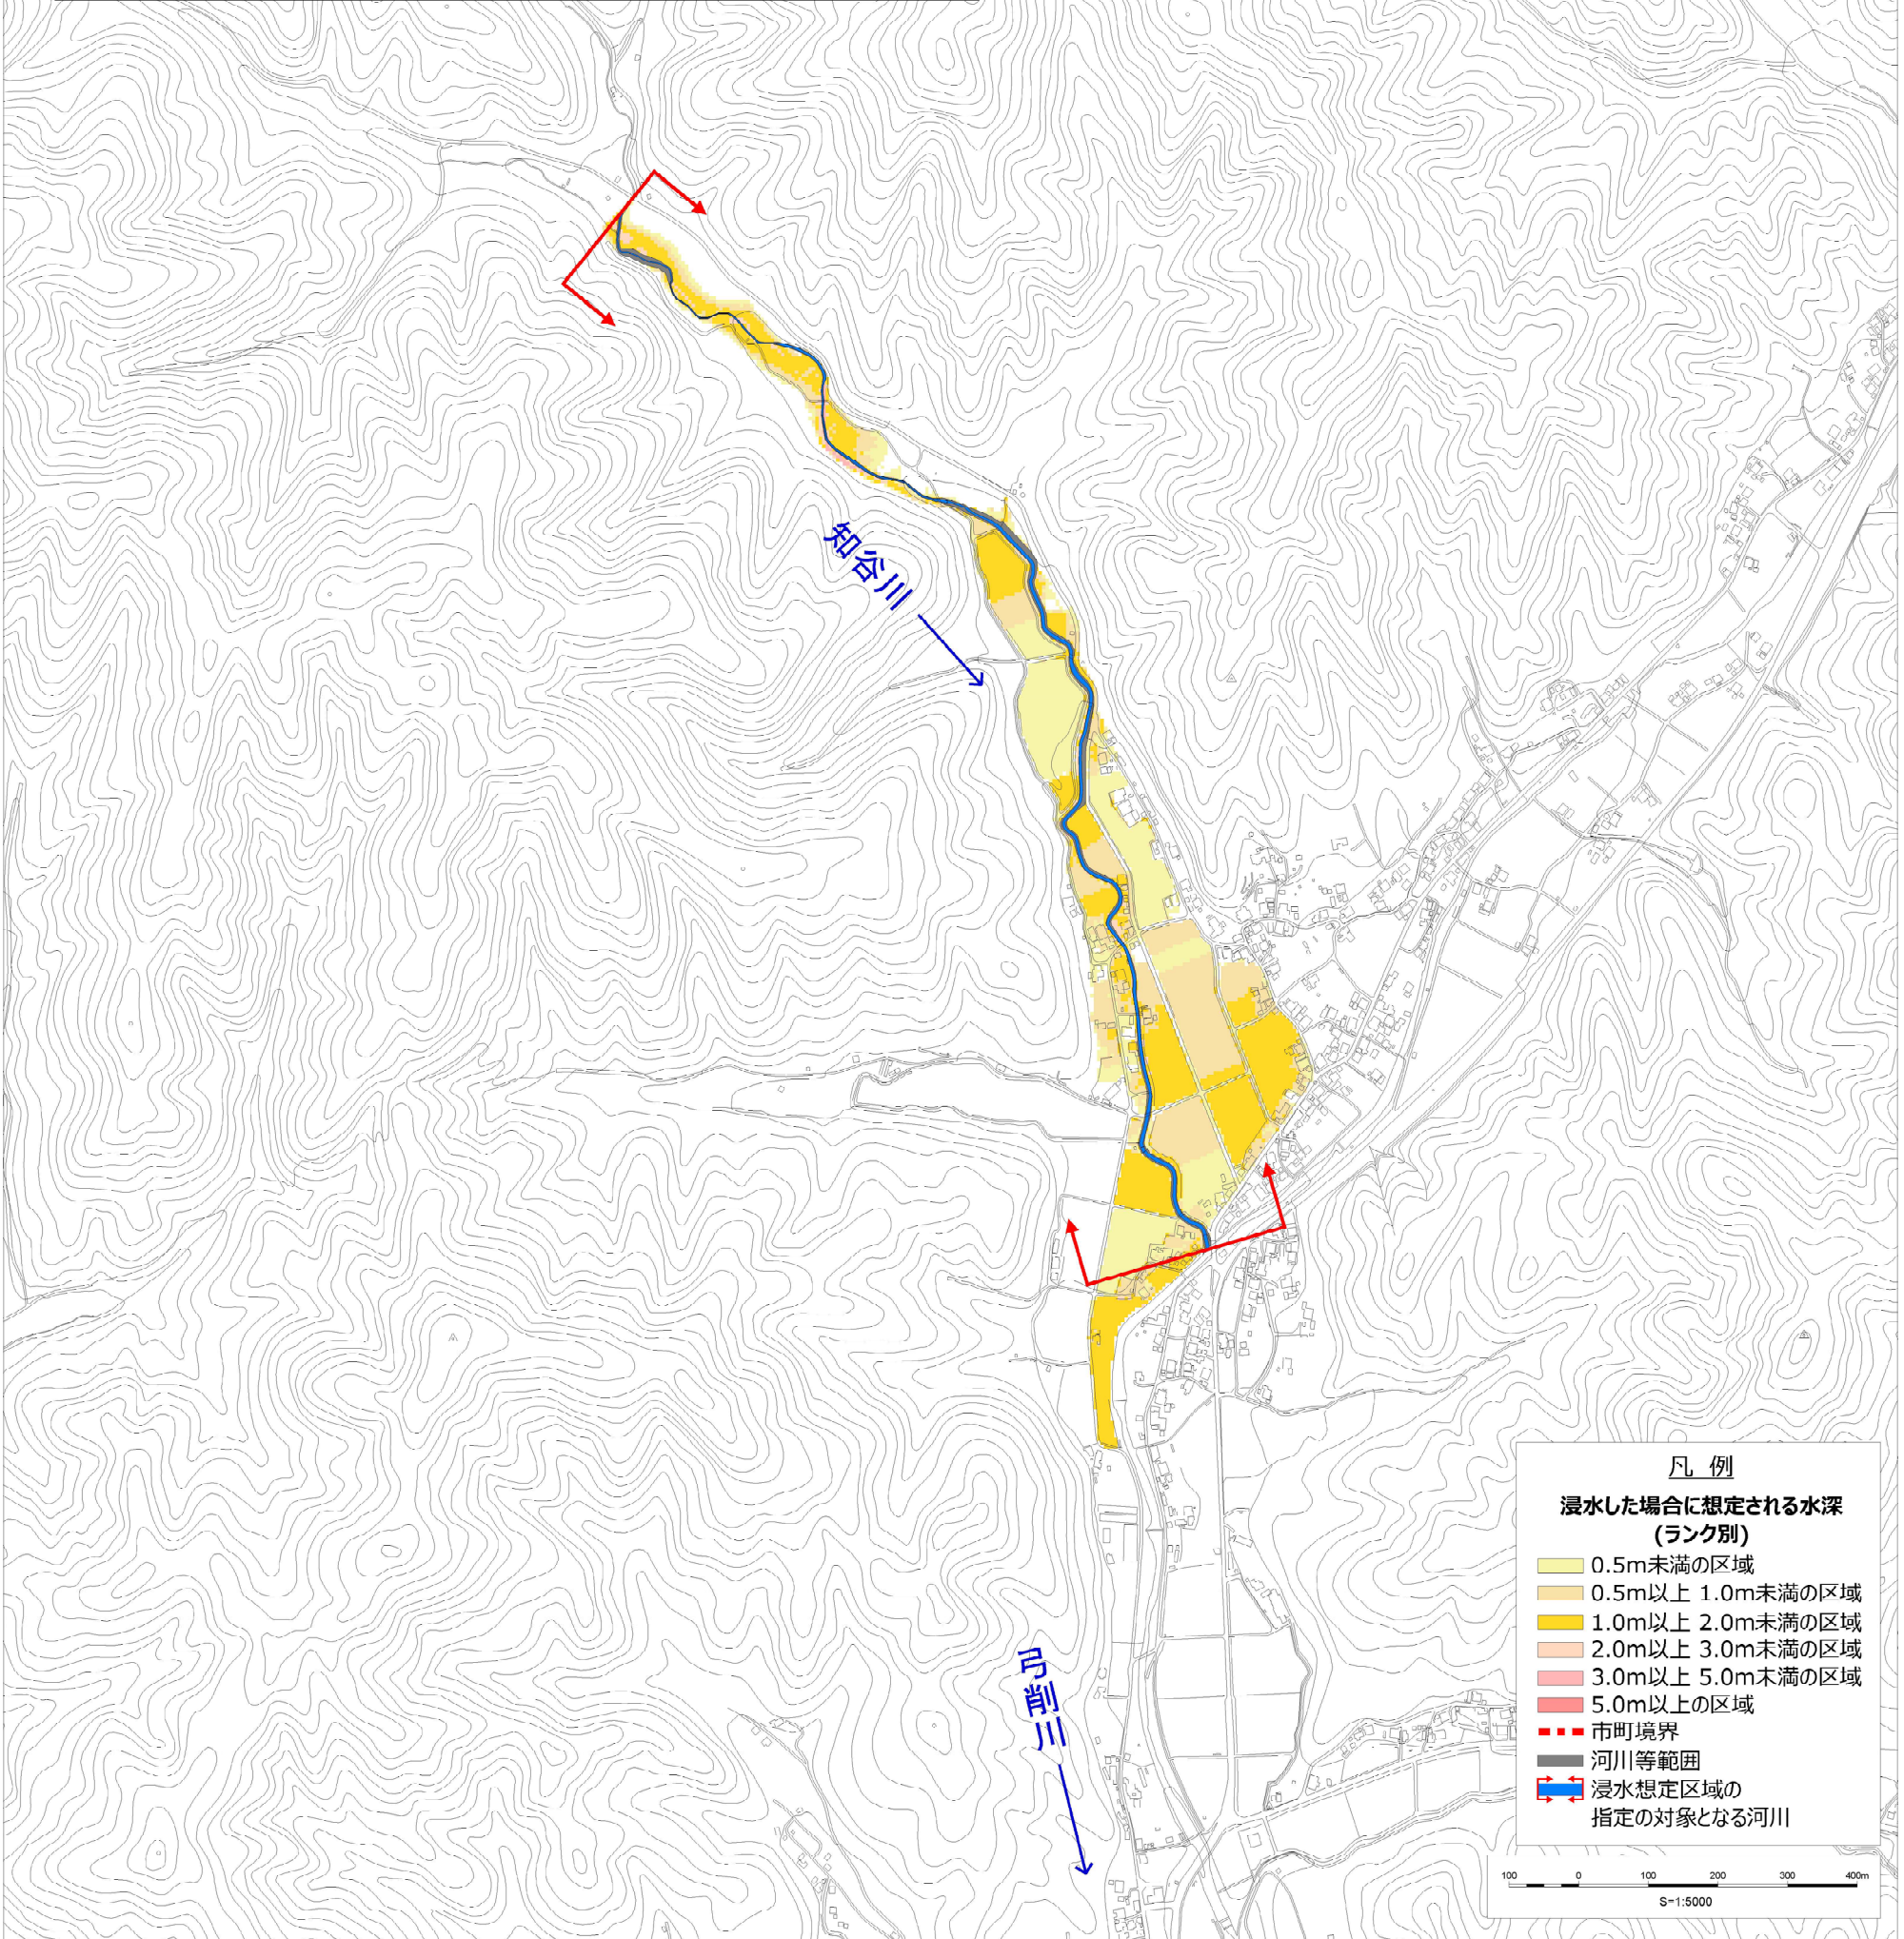 知谷川
弓削川
凡 例
浸水した場合に想定される水深
(ランク別)
0.5m未満の区域
0.5m以上 1.0m未満の区域
1.0m以上 2.0m未満の区域
2.0m以上 3.0m未満の区域
3.0m以上 5.0m未満の区域
5.0m以上の区域
市町境界
河川等範囲
浸水想定区域の
指定の対象となる河川
100 0 100 200 300 400m
S=1:5000